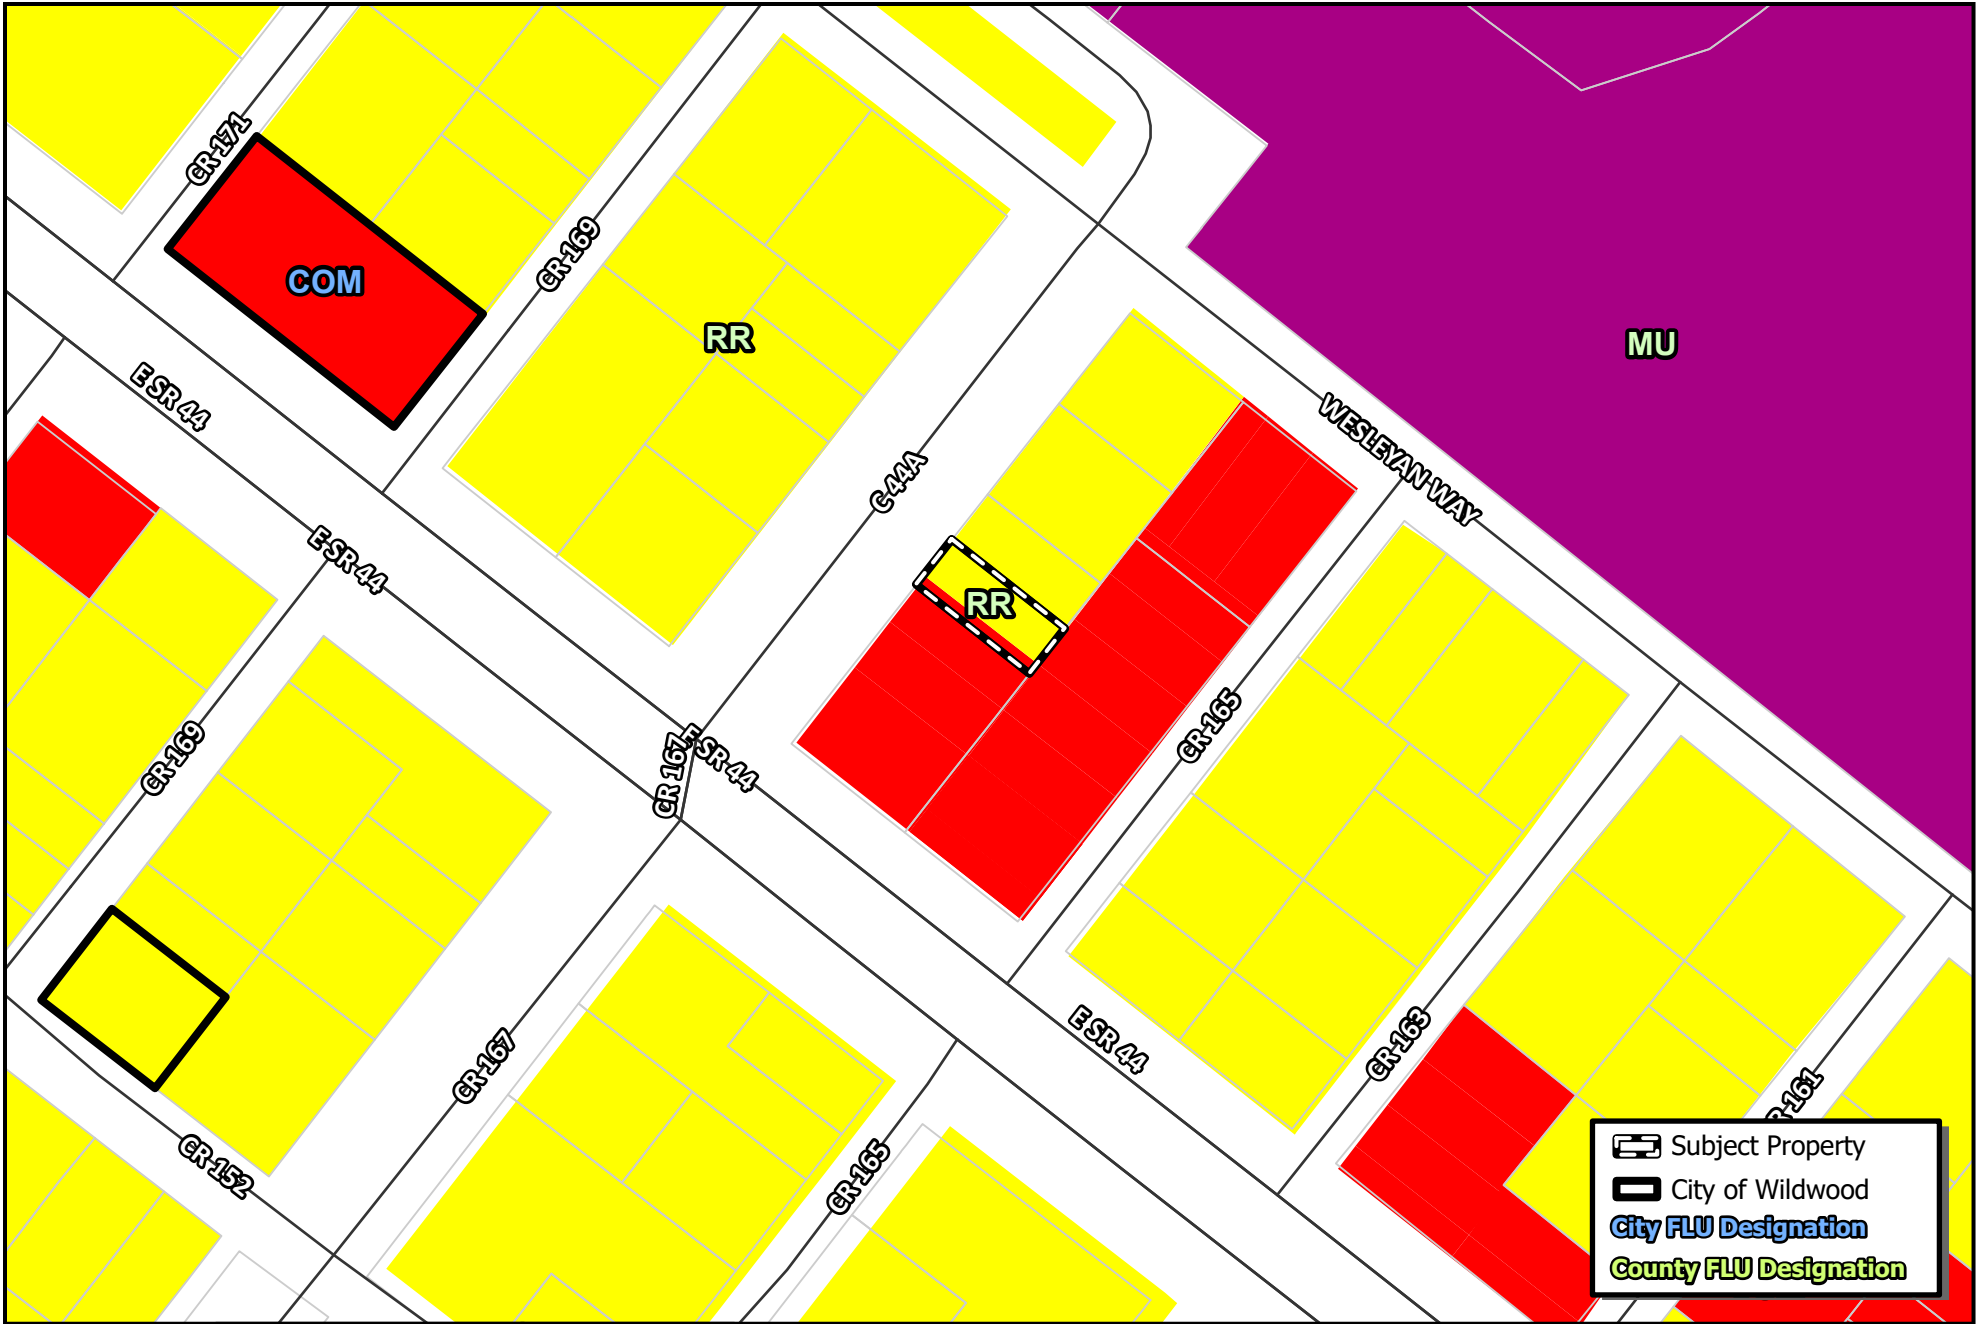 CR 171
COM
CR 169
RR
MU
E SR 44
WESLEYAN WAY
C 44A
E SR 44
RR
CR 165
CR 169
E SR 44
CR 167
E SR 44
CR 163
CR 167
CR 165
CR 152
Subject Property
City of Wildwood
City FLU Designation
County FLU Designation